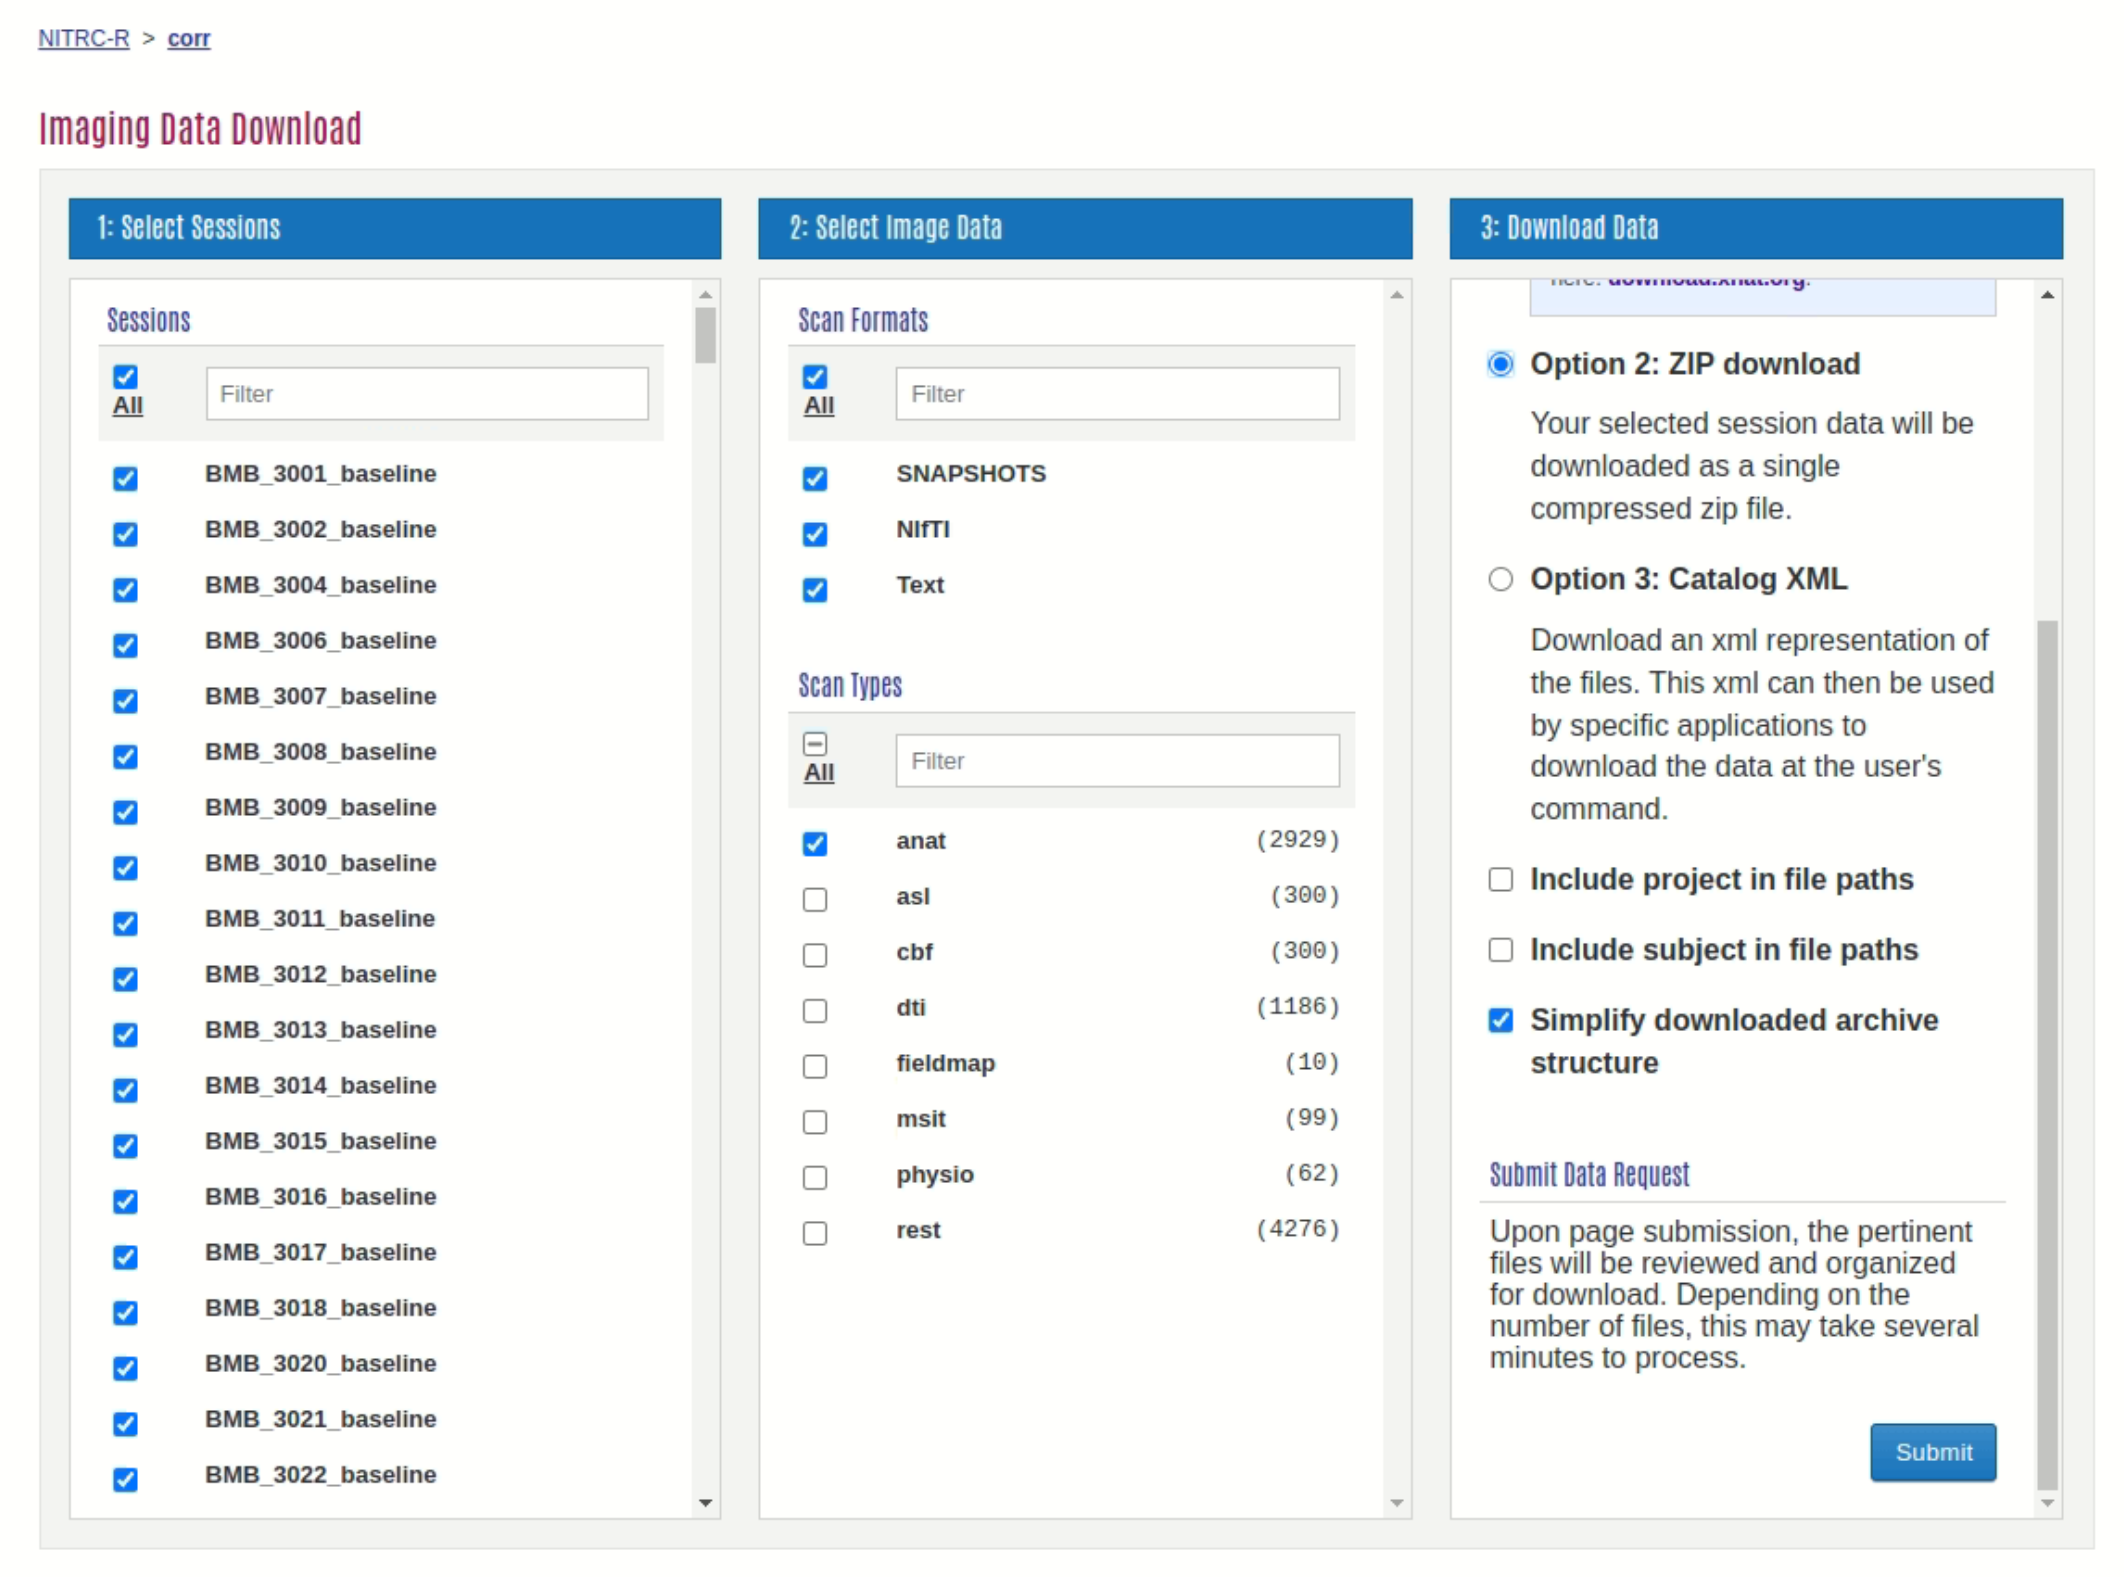 NITRC-R > corr
Imaging Data Download
1: Select Sessions
Sessions
All
Filter
BMB_3001_baseline
BMB_3002_baseline
BMB_3004_baseline
BMB_3006_baseline
BMB_3007_baseline
BMB_3008_baseline
BMB_3009_baseline
BMB_3010_baseline
BMB_3011_baseline
BMB_3012_baseline
BMB_3013_baseline
BMB_3014_baseline
BMB_3015_baseline
BMB_3016_baseline
BMB_3017_baseline
BMB_3018_baseline
BMB_3020_baseline
BMB_3021_baseline
BMB_3022_baseline
2: Select Image Data
Scan Formats
All
Filter
SNAPSHOTS
NIfTI
Text
Scan Types
All
Filter
anat (2929)
asl (300)
cbf (300)
dti (1186)
fieldmap (10)
msit (99)
physio (62)
rest (4276)
3: Download Data
here: download.xnat.org.
Option 2: ZIP download
Your selected session data will be
downloaded as a single
compressed zip file.
Option 3: Catalog XML
Download an xml representation of
the files. This xml can then be used
by specific applications to
download the data at the user's
command.
Include project in file paths
Include subject in file paths
Simplify downloaded archive
structure
Submit Data Request
Upon page submission, the pertinent
files will be reviewed and organized
for download. Depending on the
number of files, this may take several
minutes to process.
Submit